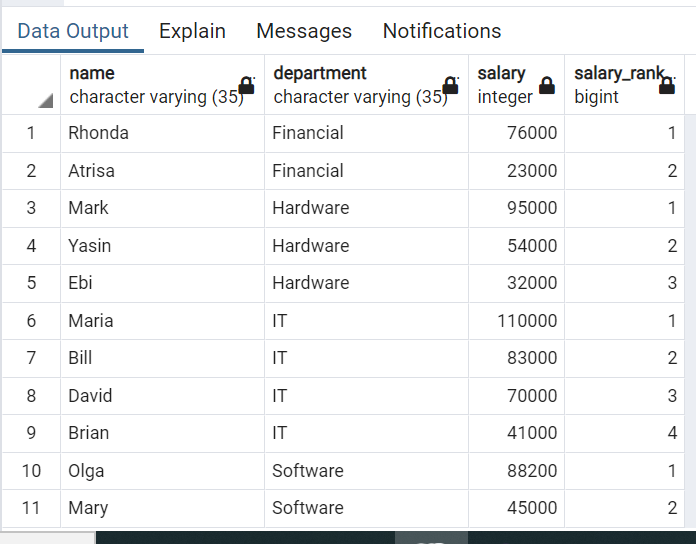 Data Output Explain Messages Notifications
name department salary salary_rank..
character varying (35) character varying (35) integer bigint
1 Rhonda Financial 76000 1
2 Atrisa Financial 23000 2
3 Mark Hardware 95000 1
4 Yasin Hardware 54000 2
5 Ebi Hardware 32000 3
6 Maria IT 110000 1
7 Bill IT 83000 2
8 David IT 70000 3
9 Brian IT 41000 4
10 Olga Software 88200 1
11 Mary Software 45000 2